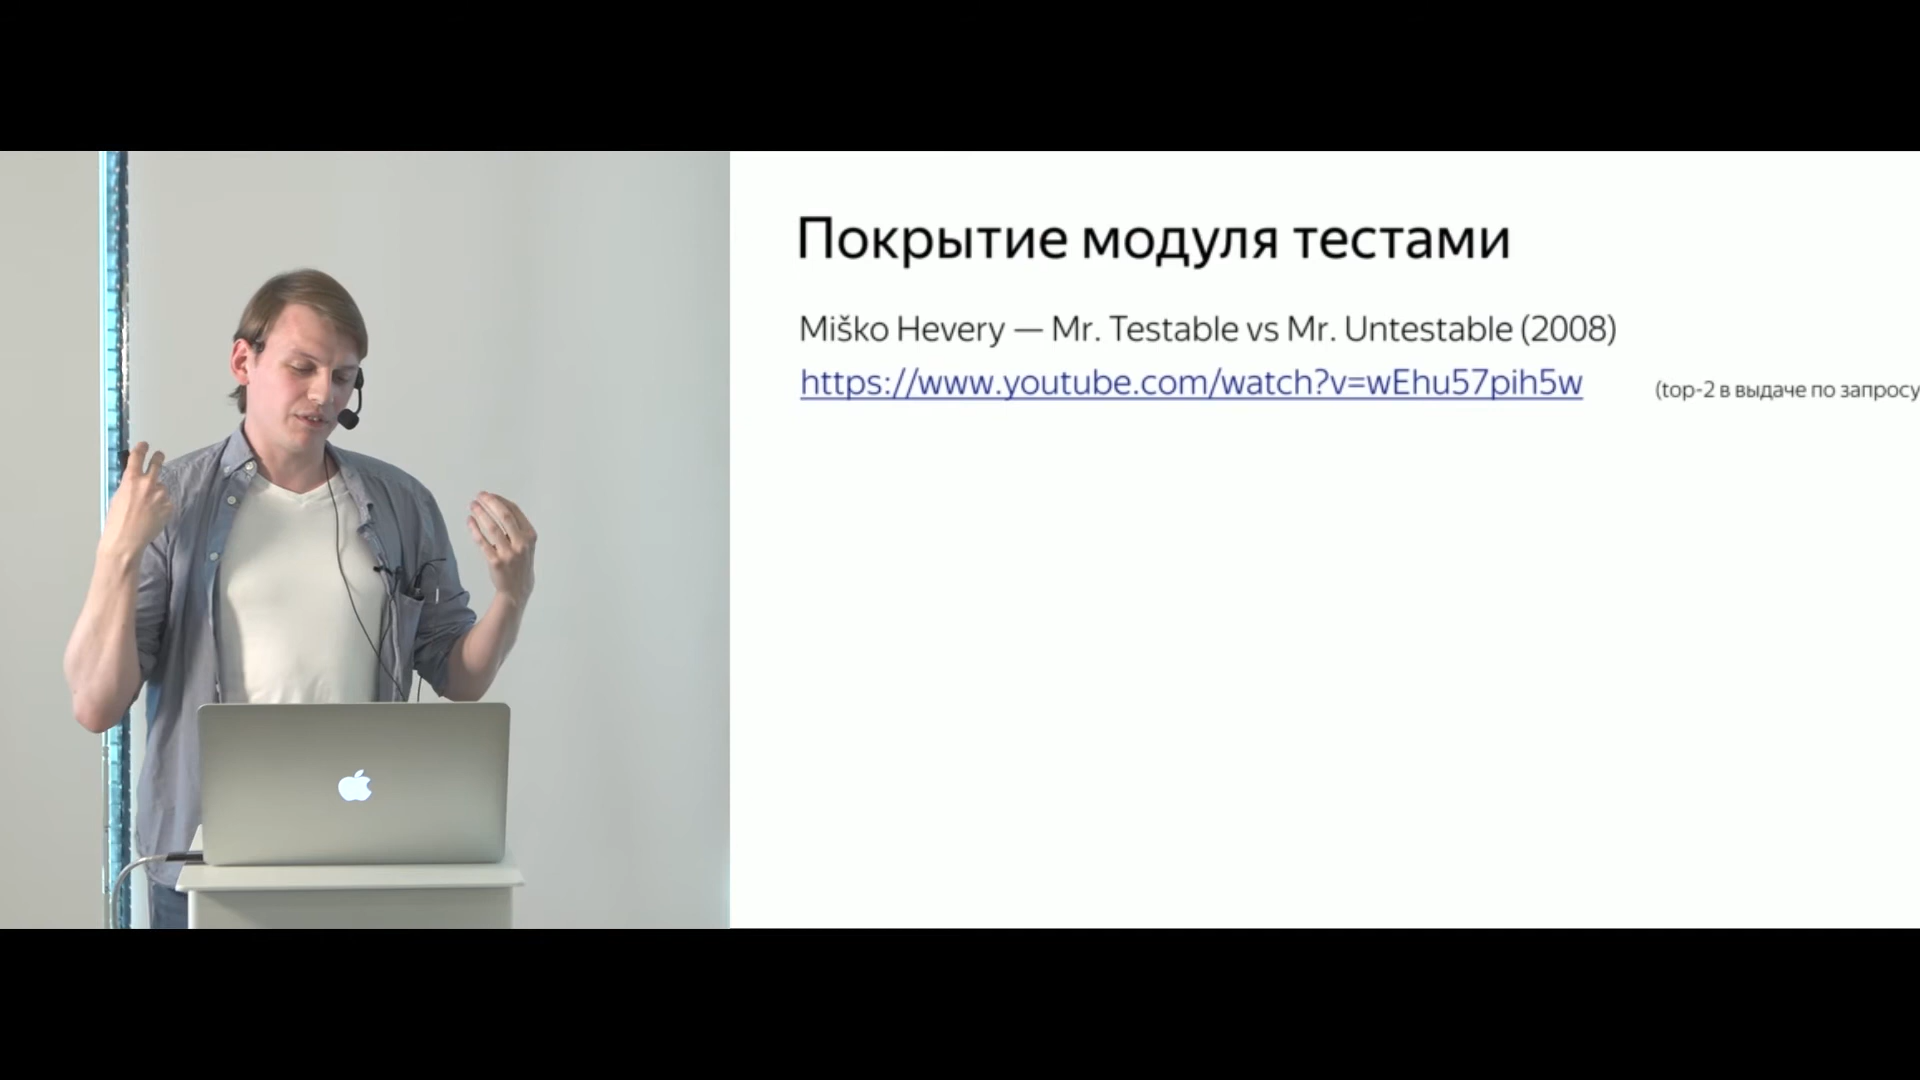 Покрытие модуля тестами
Miško Hevery — Mr. Testable vs Mr. Untestable (2008)
https://www.youtube.com/watch?v=wEhu57pih5w
(top-2 в выдаче по запросу